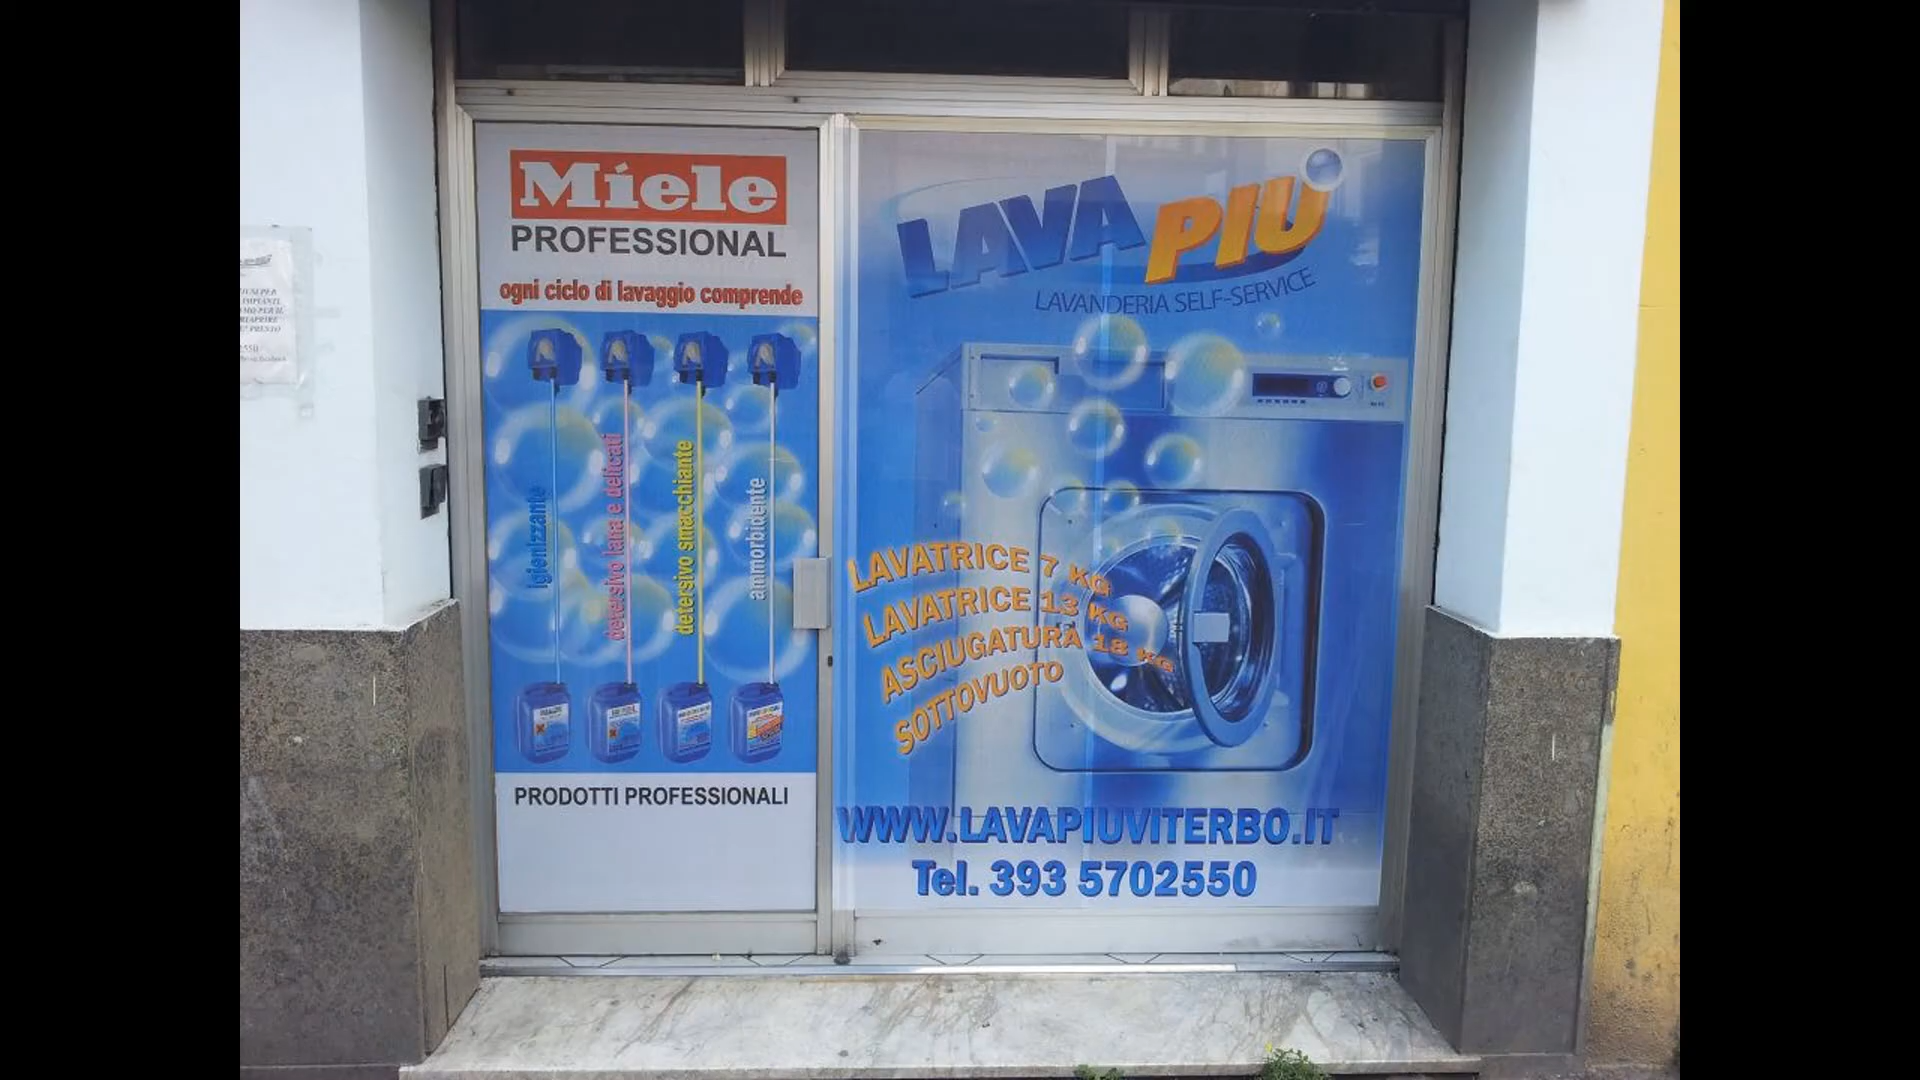 Miele
PROFESSIONAL
ogni ciclo di lavaggio comprende
igienizzante
detersivo lana e delicati
detersivo smacchiante
ammorbidente
PRODOTTI PROFESSIONALI
LAVA PIÙ
LAVANDERIA SELF-SERVICE
LAVATRICE 7 KG
LAVATRICE 13 KG
ASCIUGATURA 18 KG
SOTTOVUOTO
WWW.LAVAPIUVITERBO.IT
Tel. 393 5702550